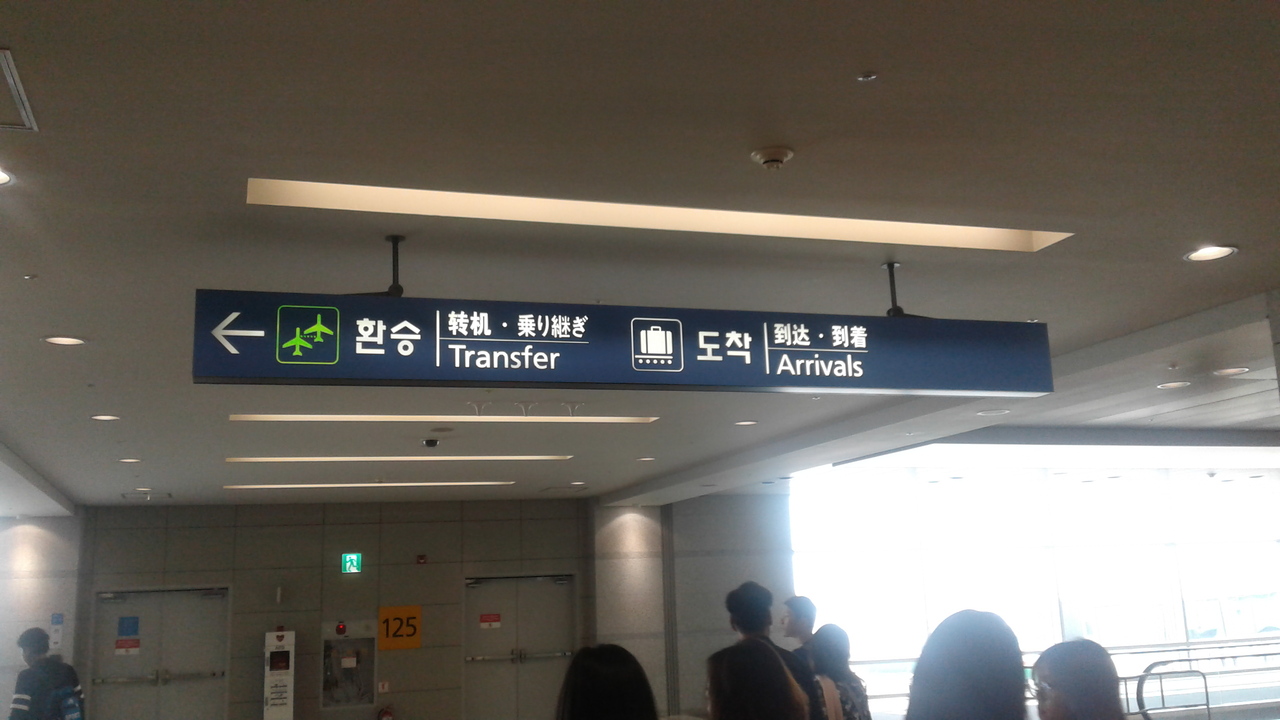 환승
转机 · 乗り継ぎ
Transfer
도착
到达 · 到着
Arrivals
125